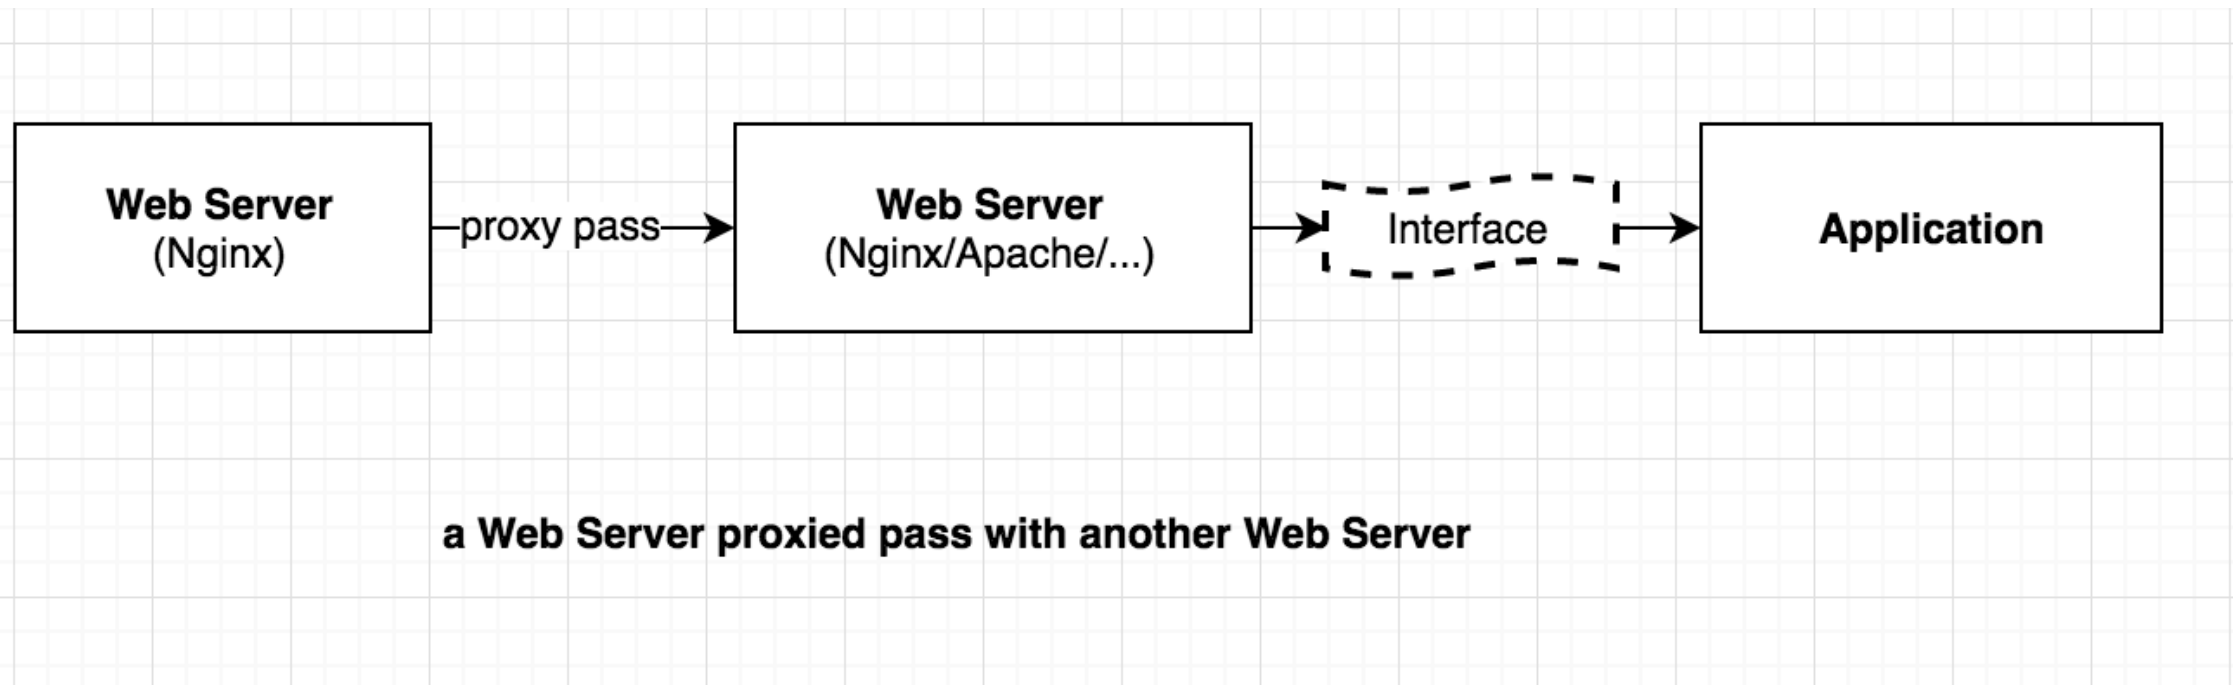 Web Server
(Nginx)
proxy pass
Web Server
(Nginx/Apache/...)
Interface
Application
a Web Server proxied pass with another Web Server